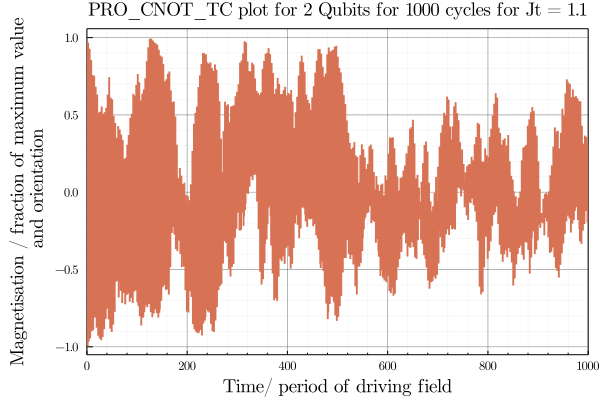 PRO_CNOT_TC plot for 2 Qubits for 1000 cycles for Jt = 1.1
Magnetisation / fraction of maximum value
and orientation
1.0
0.5
0.0
−0.5
−1.0
0 200 400 600 800 1000
Time/ period of driving field